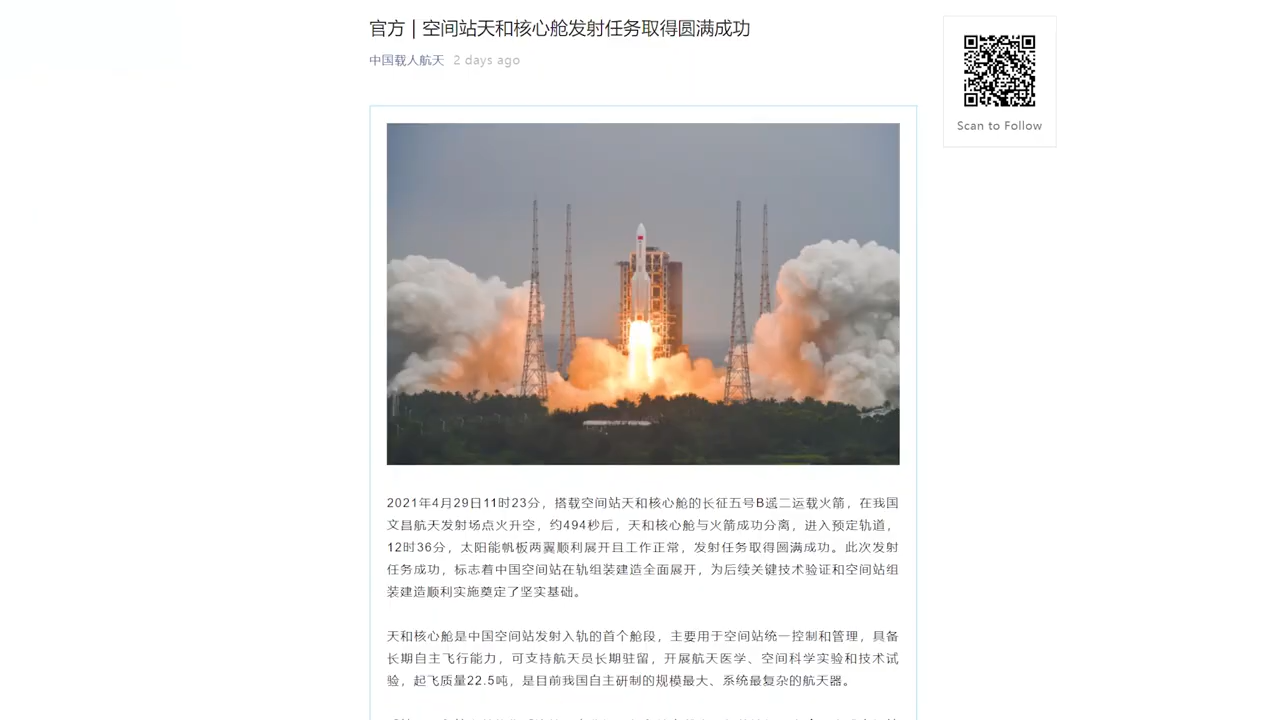 官方 | 空间站天和核心舱发射任务取得圆满成功
中国载人航天 2 days ago
Scan to Follow
2021年4月29日11时23分，搭载空间站天和核心舱的长征五号B遥二运载火箭，在我国
文昌航天发射场点火升空，约494秒后，天和核心舱与火箭成功分离，进入预定轨道，
12时36分，太阳能帆板两翼顺利展开且工作正常，发射任务取得圆满成功。此次发射
任务成功，标志着中国空间站在轨组装建造全面展开，为后续关键技术验证和空间站组
装建造顺利实施奠定了坚实基础。
天和核心舱是中国空间站发射入轨的首个舱段，主要用于空间站统一控制和管理，具备
长期自主飞行能力，可支持航天员长期驻留，开展航天医学、空间科学实验和技术试
验，起飞质量22.5吨，是目前我国自主研制的规模最大、系统最复杂的航天器。